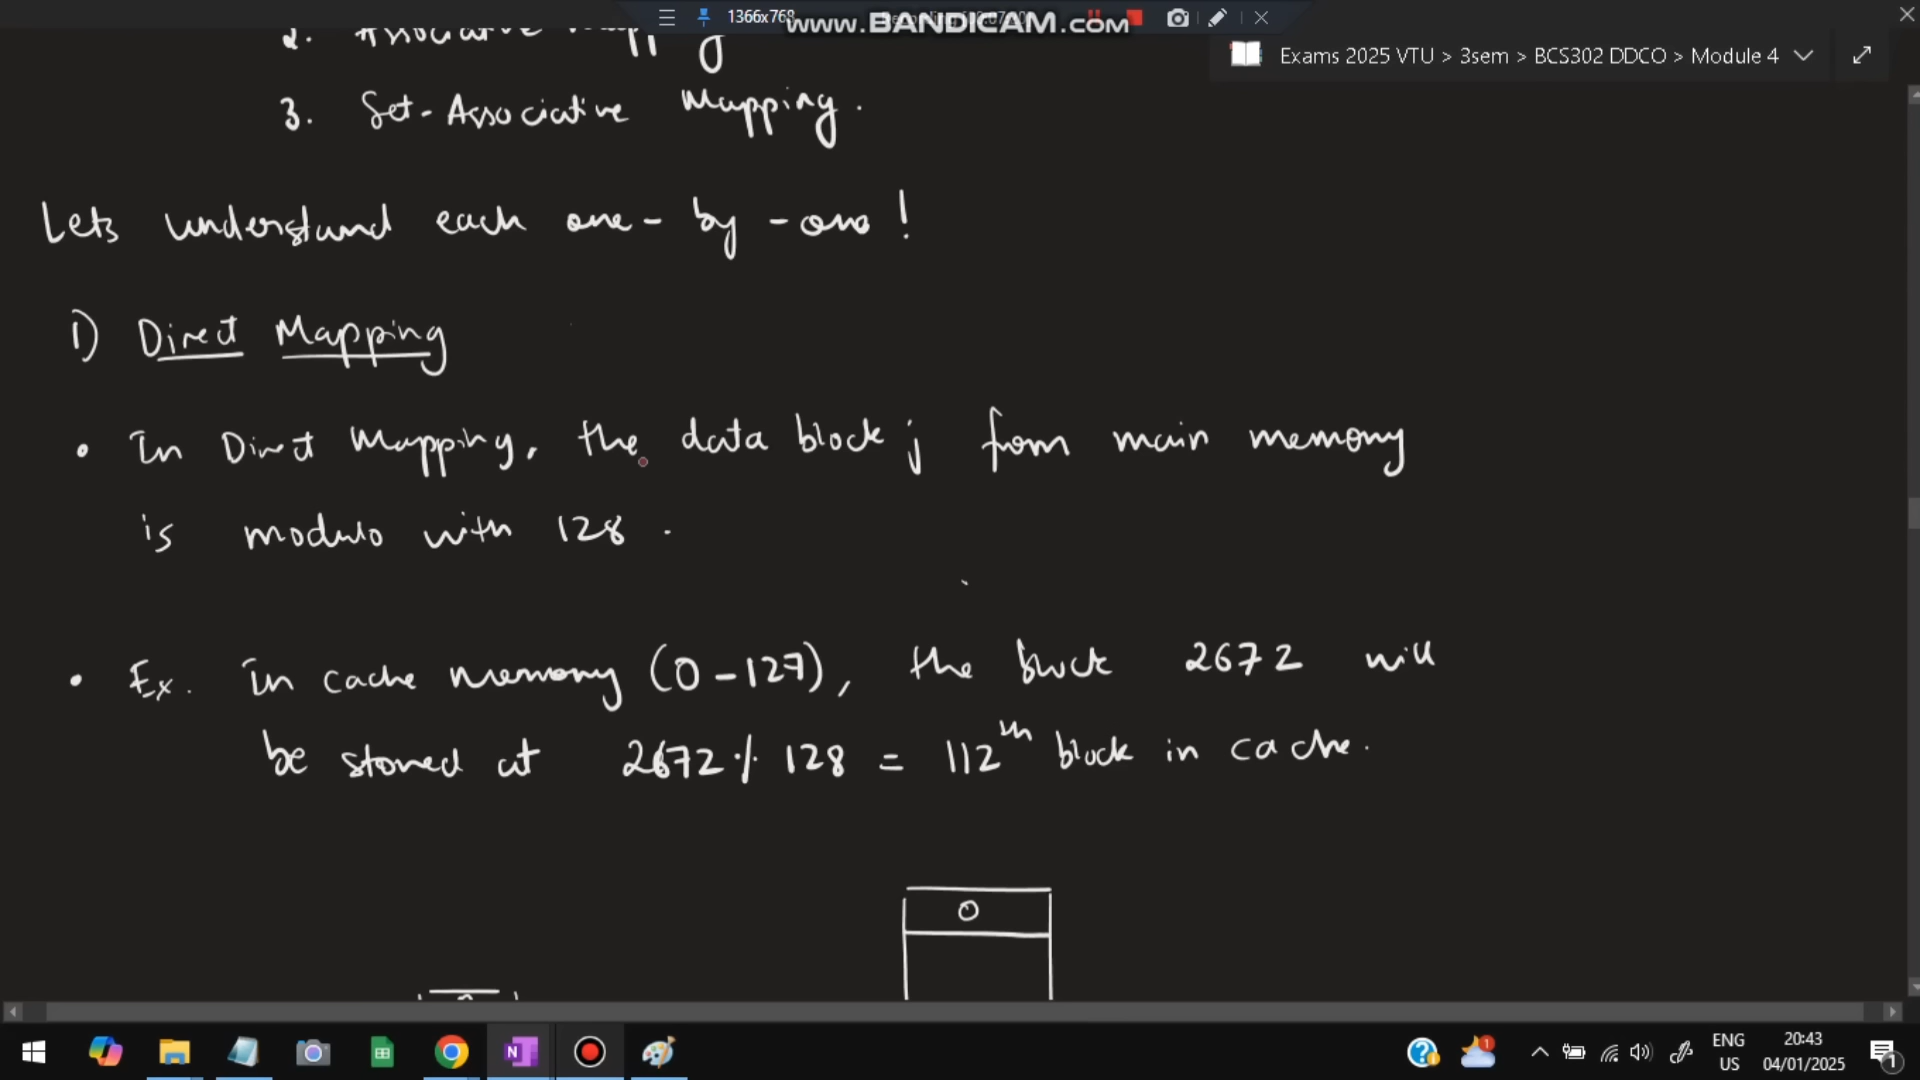 1366x768
www.BANDICAM.com
Exams 2025 VTU > 3sem > BCS302 DDCO > Module 4
2. Associative Mapping
3. Set-Associative Mapping.
Lets understand each one-by-one!
1) Direct Mapping
• In Direct Mapping, the data block j from main memory
is modulo with 128.
• Ex. In cache memory (0-127), the block 2672 will
be stored at 2672 % 128 = 112th block in cache.
0
ENG
US
20:43
04/01/2025